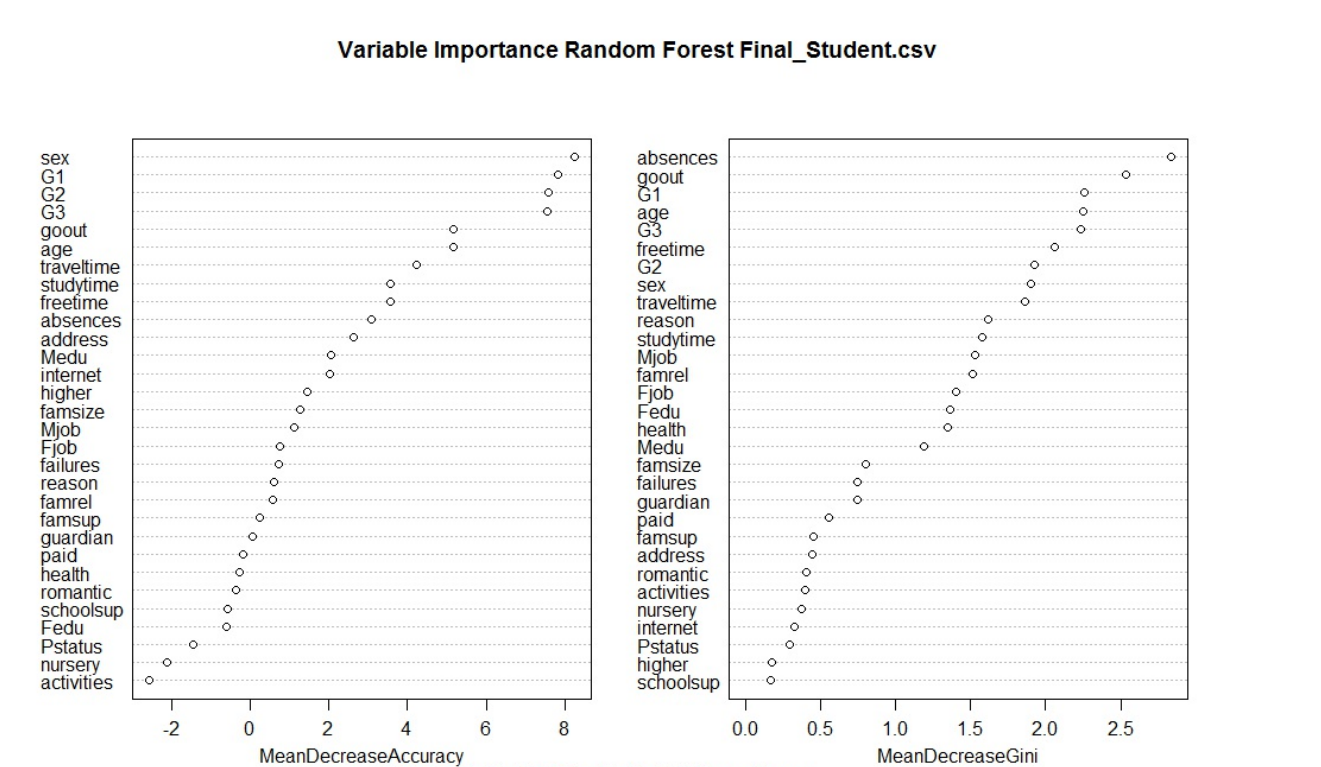 Variable Importance Random Forest Final_Student.csv
sex
G1
G2
G3
goout
age
traveltime
studytime
freetime
absences
address
Medu
internet
higher
famsize
Mjob
Fjob
failures
reason
famrel
famsup
guardian
paid
health
romantic
schoolsup
Fedu
Pstatus
nursery
activities
-2 0 2 4 6 8
MeanDecreaseAccuracy
absences
goout
G1
age
G3
freetime
G2
sex
traveltime
reason
studytime
Mjob
famrel
Fjob
Fedu
health
Medu
famsize
failures
guardian
paid
famsup
address
romantic
activities
nursery
internet
Pstatus
higher
schoolsup
0.0 0.5 1.0 1.5 2.0 2.5
MeanDecreaseGini